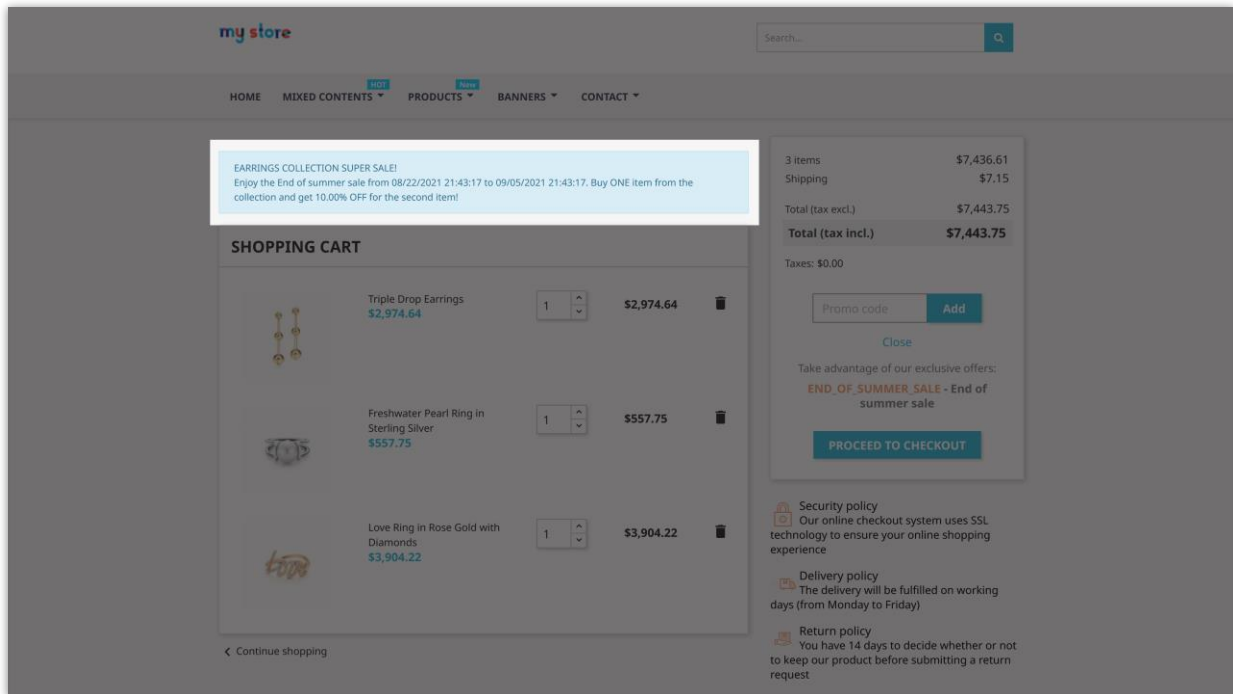 my store
Search...
HOT
New
HOME MIXED CONTENTS PRODUCTS BANNERS CONTACT
EARRINGS COLLECTION SUPER SALE!
Enjoy the End of summer sale from 08/22/2021 21:43:17 to 09/05/2021 21:43:17. Buy ONE item from the
collection and get 10.00% OFF for the second item!
SHOPPING CART
Triple Drop Earrings
$2,974.64
1
$2,974.64
Freshwater Pearl Ring in
Sterling Silver
$557.75
1
$557.75
Love Ring in Rose Gold with
Diamonds
$3,904.22
1
$3,904.22
Continue shopping
3 items $7,436.61
Shipping $7.15
Total (tax excl.) $7,443.75
Total (tax incl.) $7,443.75
Taxes: $0.00
Promo code Add
Close
Take advantage of our exclusive offers:
END_OF_SUMMER_SALE - End of
summer sale
PROCEED TO CHECKOUT
Security policy
Our online checkout system uses SSL
technology to ensure your online shopping
experience
Delivery policy
The delivery will be fulfilled on working
days (from Monday to Friday)
Return policy
You have 14 days to decide whether or not
to keep our product before submitting a return
request